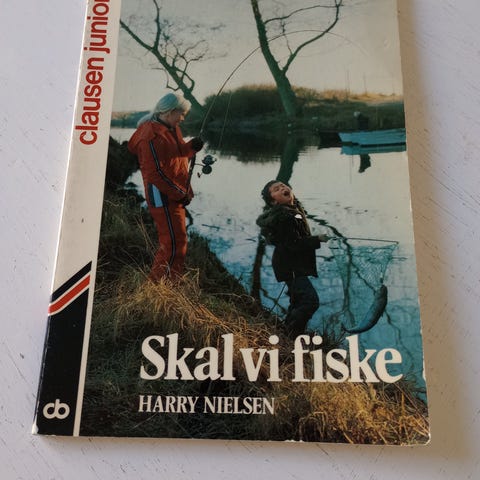 clausen junior
Skal vi fiske
HARRY NIELSEN
cb